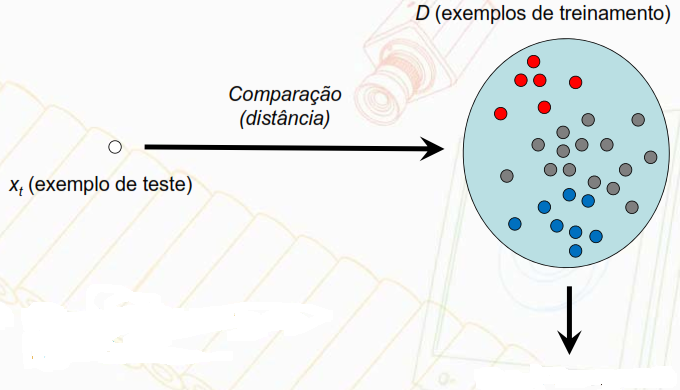 D (exemplos de treinamento)
Comparação
(distância)
xt (exemplo de teste)